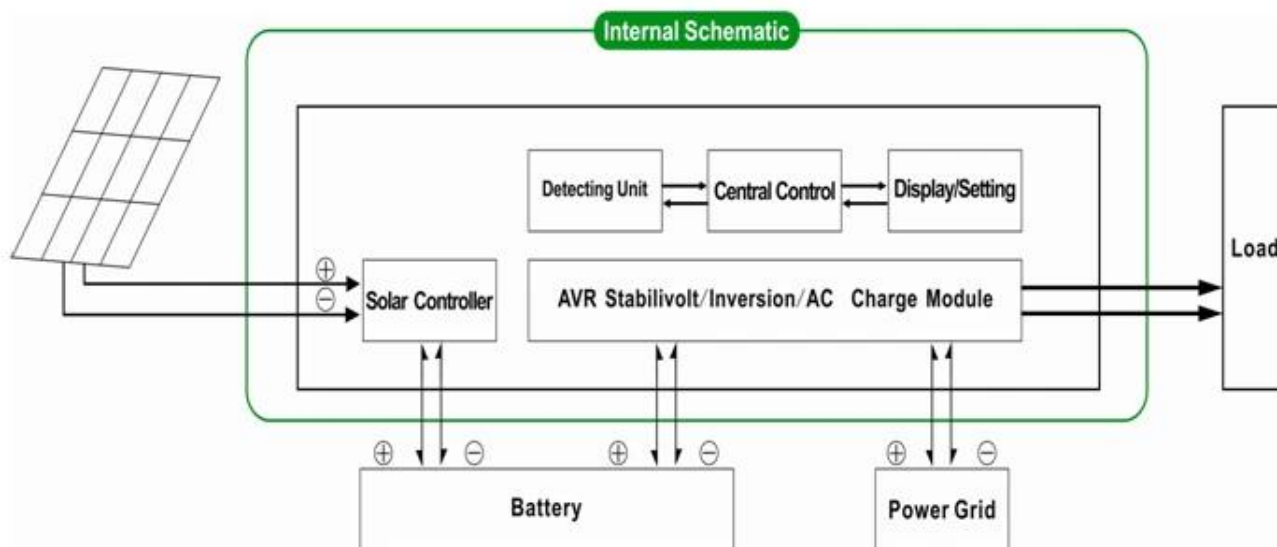 Internal Schematic
Detecting Unit
Central Control
Display/Setting
Load
⊕
⊖
Solar Controller
AVR Stabilivolt/Inversion/AC Charge Module
⊕ ⊖ ⊕ ⊖ ⊕ ⊖
Battery
Power Grid